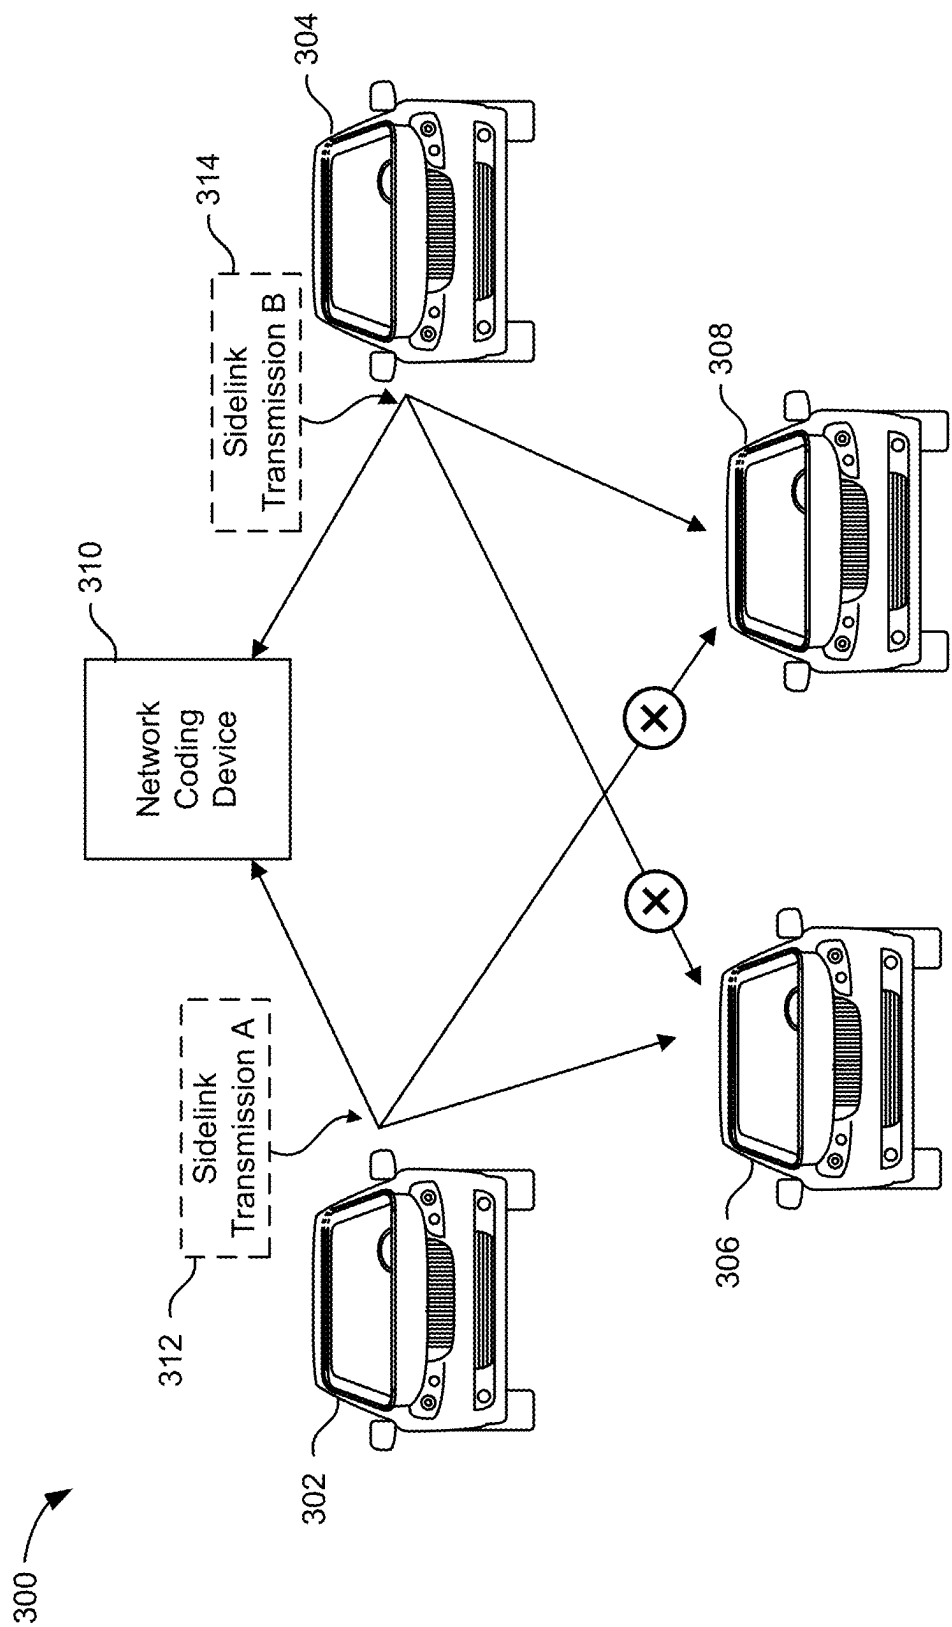 300
310
Network
Coding
Device
312
Sidelink
Transmission A
314
Sidelink
Transmission B
302
304
306
308